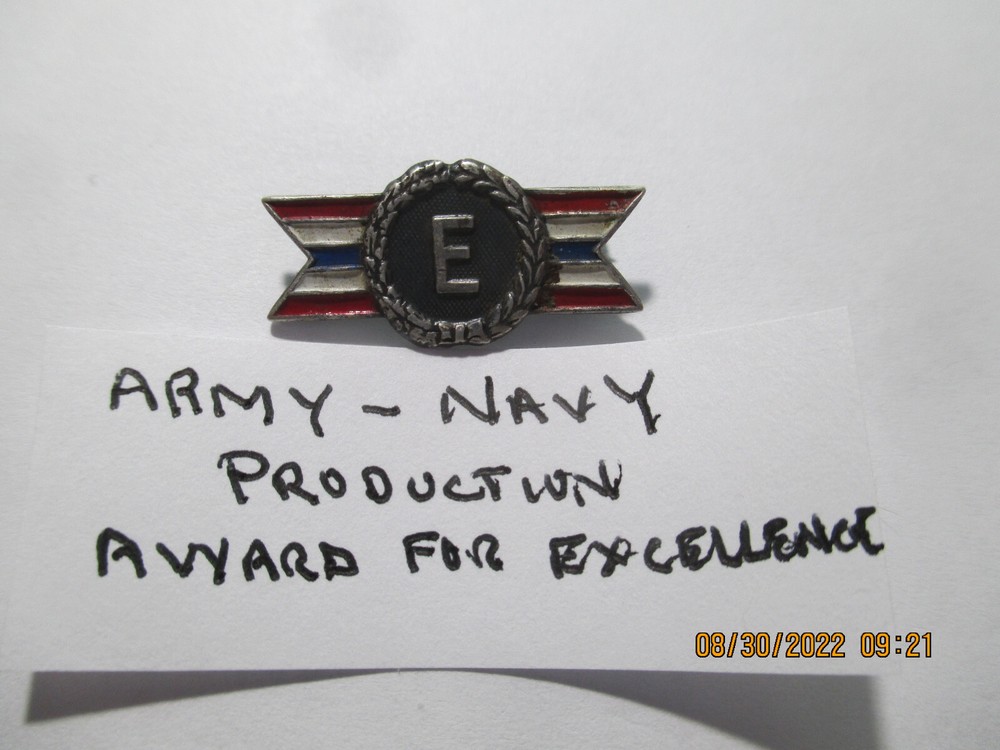 E
ARMY - NAVY
PRODUCTION
AWARD FOR EXCELLENCE
08/30/2022 09:21